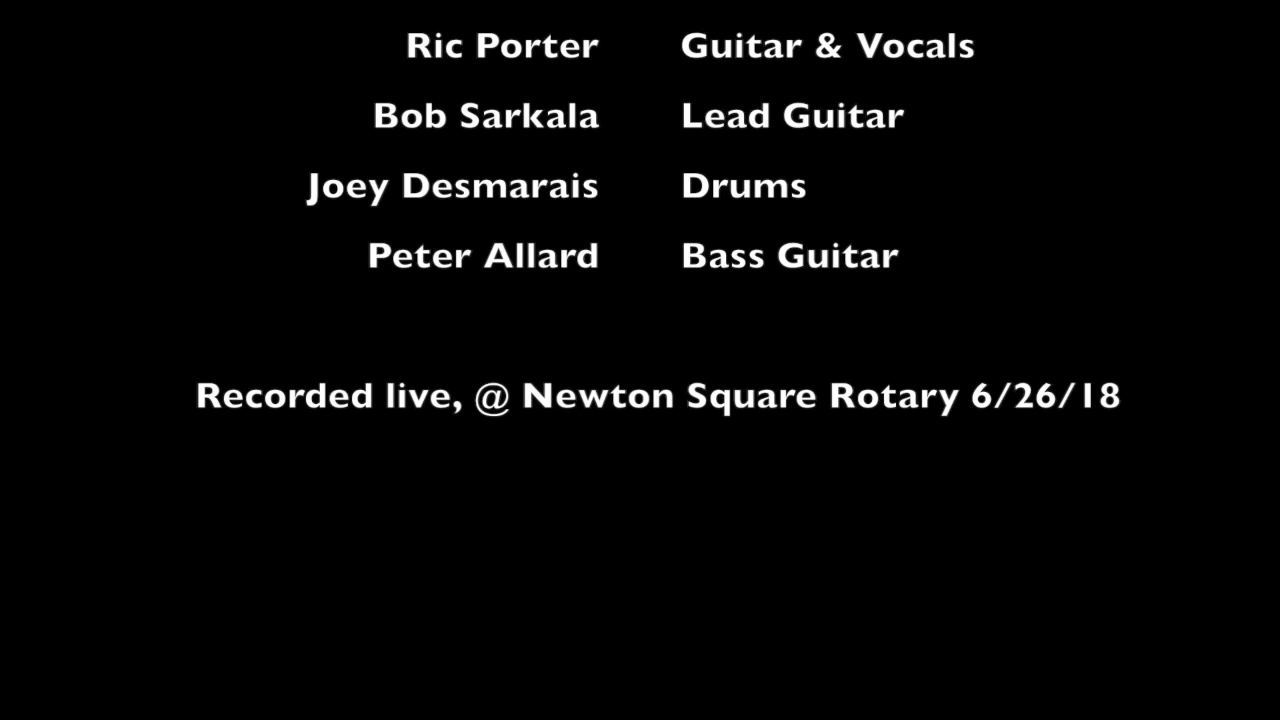 Ric Porter Guitar & Vocals
Bob Sarkala Lead Guitar
Joey Desmarais Drums
Peter Allard Bass Guitar
Recorded live, @ Newton Square Rotary 6/26/18